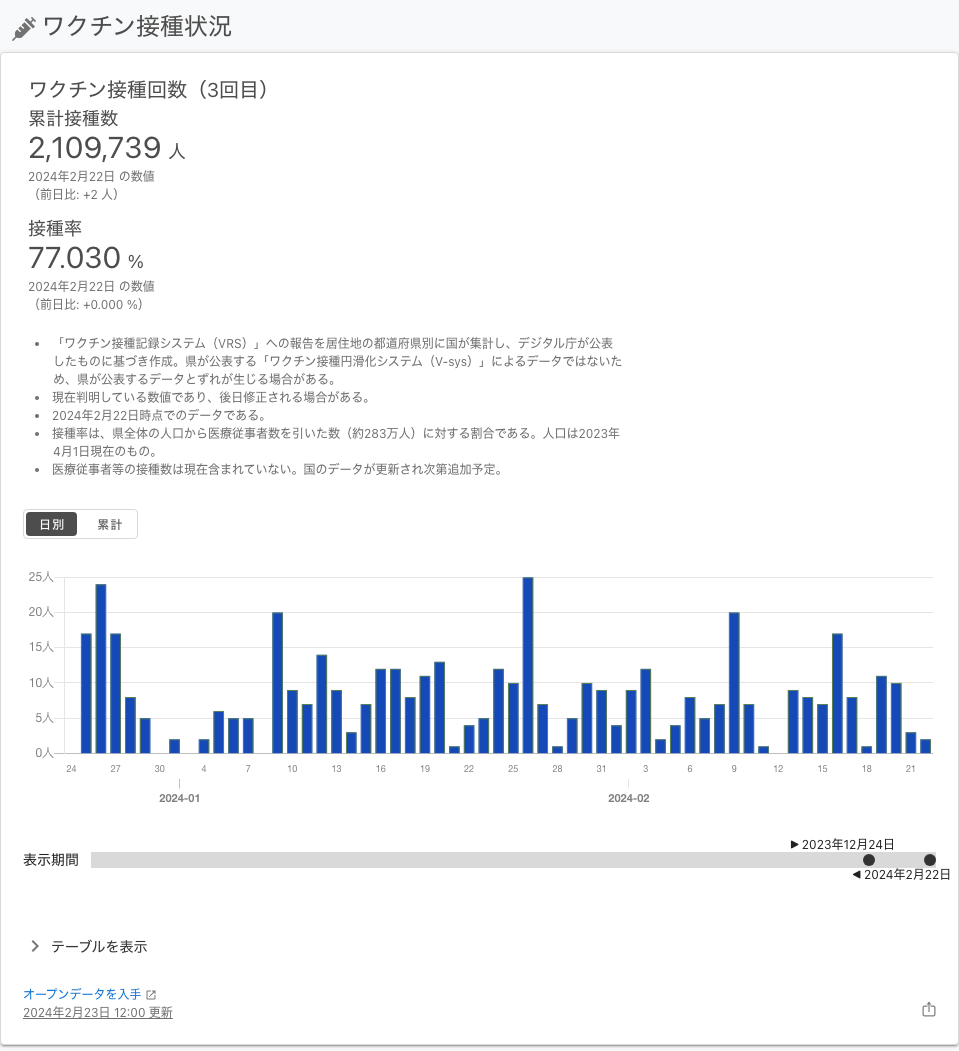 ワクチン接種状況
ワクチン接種回数（3回目）
累計接種数
2,109,739 人
2024年2月22日 の数値
（前日比: +2 人）
接種率
77.030 %
2024年2月22日 の数値
（前日比: +0.000 %）
• 「ワクチン接種記録システム（VRS）」への報告を居住地の都道府県別に国が集計し、デジタル庁が公表
したものに基づき作成。県が公表する「ワクチン接種円滑化システム（V-sys）」によるデータではないた
め、県が公表するデータとずれが生じる場合がある。
• 現在判明している数値であり、後日修正される場合がある。
• 2024年2月22日時点でのデータである。
• 接種率は、県全体の人口から医療従事者数を引いた数（約283万人）に対する割合である。人口は2023年
4月1日現在のもの。
• 医療従事者等の接種数は現在含まれていない。国のデータが更新され次第追加予定。
日別 累計
25人
20人
15人
10人
5人
0人
24 27 30 4 7 10 13 16 19 22 25 28 31 3 6 9 12 15 18 21
2024-01 2024-02
▶ 2023年12月24日
表示期間
◀ 2024年2月22日
テーブルを表示
オープンデータを入手
2024年2月23日 12:00 更新